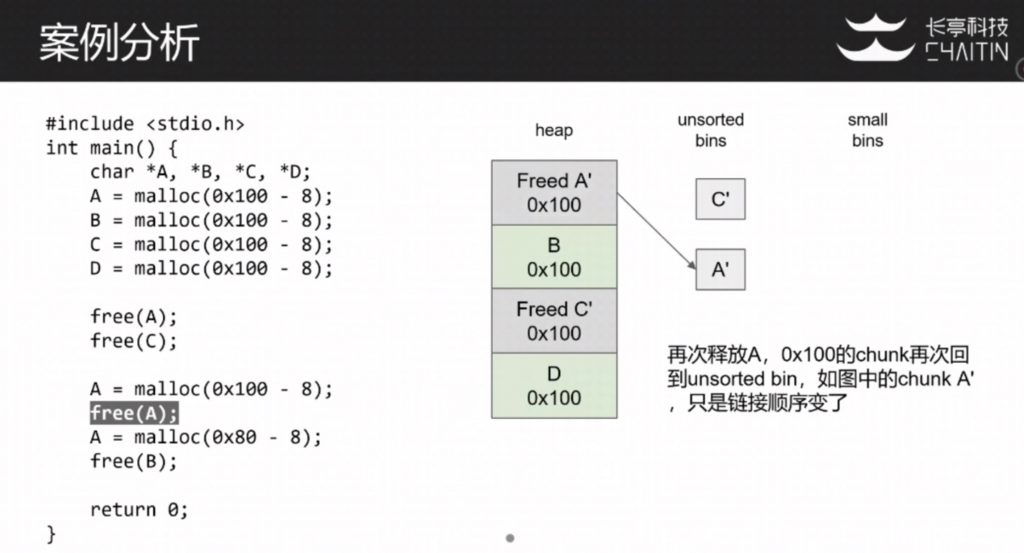 案例分析
长亭科技
CHAITIN
#include <stdio.h>
int main() {
char *A, *B, *C, *D;
A = malloc(0x100 - 8);
B = malloc(0x100 - 8);
C = malloc(0x100 - 8);
D = malloc(0x100 - 8);
free(A);
free(C);
A = malloc(0x100 - 8);
free(A);
A = malloc(0x80 - 8);
free(B);
return 0;
}
heap
Freed A'
0x100
B
0x100
Freed C'
0x100
D
0x100
unsorted
bins
C'
A'
small
bins
再次释放A，0x100的chunk再次回
到unsorted bin，如图中的chunk A'
，只是链接顺序变了